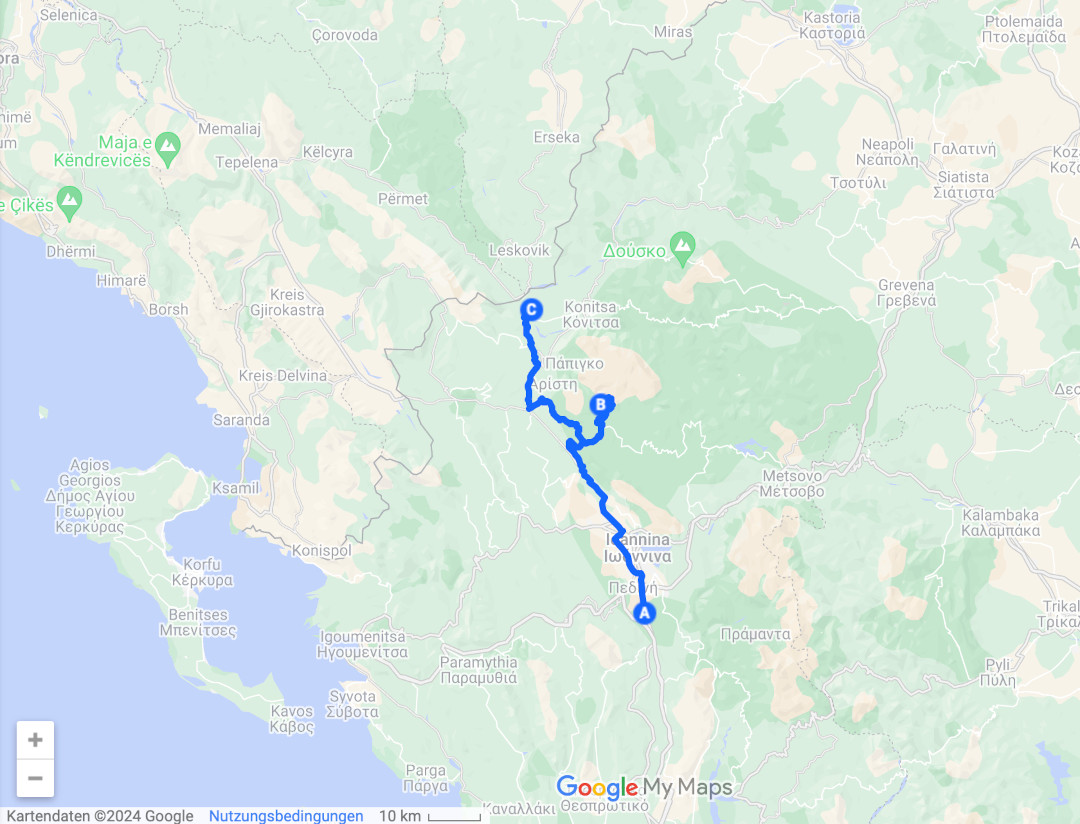 Selenica
Çorovoda
Miras
Kastoria
Καστοριά
Ptolemaida
Πτολεμαΐδα
Maja e
Këndrevicës
Memaliaj
Tepelena
Këlcyra
Erseka
Neapoli
Νεάπολη
Γαλατινή
Siatista
Σιάτιστα
Τσοτύλι
Çikës
Përmet
Dhërmi
Leskovik
Δούσκο
Himarë
Borsh
Kreis
Gjirokastra
C
Konitsa
Κόνιτσα
Grevena
Γρεβενά
Πάπιγκο
Kreis Delvina
Αρίστη
B
Saranda
Agios
Georgios
Δήμος Αγίου
Γεωργίου
Κερκύρας
Ksamil
Metsovo
Μέτσοβο
Kalambaka
Καλαμπάκα
Konispol
Ioannina
Ιωάννινα
Korfu
Κέρκυρα
Πεδινή
A
Benitses
Μπενίτσες
Igoumenitsa
Ηγουμενίτσα
Πράμαντα
Pyli
Πύλη
Paramythia
Παραμυθιά
Syvota
Σύβοτα
Kavos
Κάβος
Parga
Πάργα
Καναλλάκι
Θεσπρωτικό
+
−
Google My Maps
Kartendaten ©2024 Google Nutzungsbedingungen 10 km